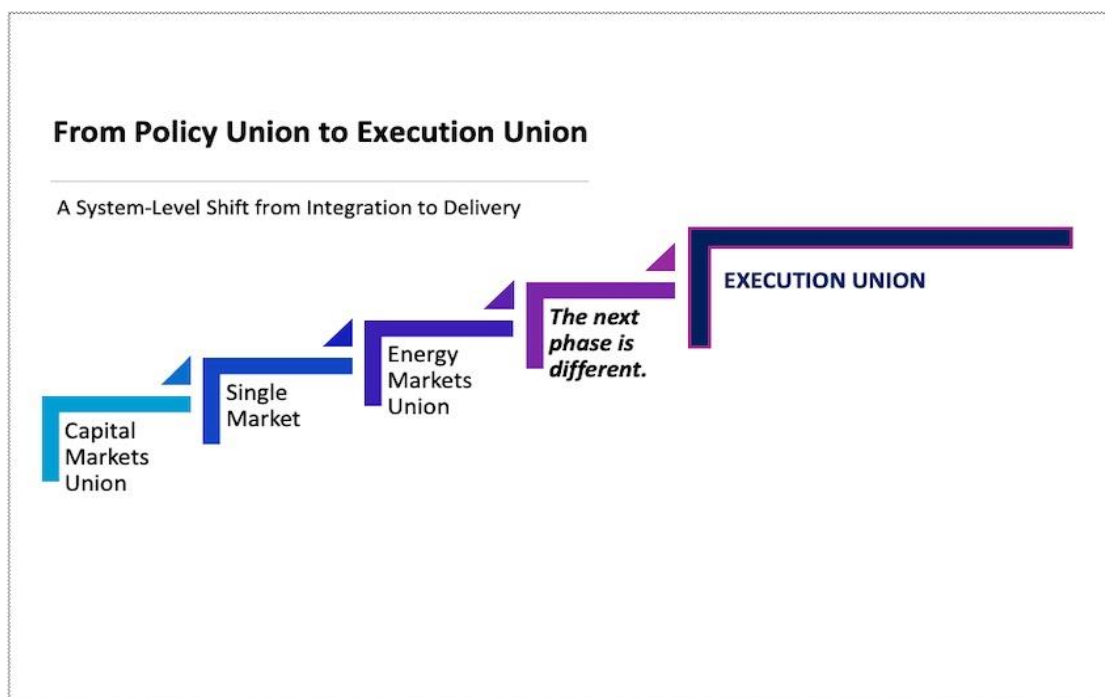 From Policy Union to Execution Union
A System-Level Shift from Integration to Delivery
Capital
Markets
Union
Single
Market
Energy
Markets
Union
The next
phase is
different.
EXECUTION UNION